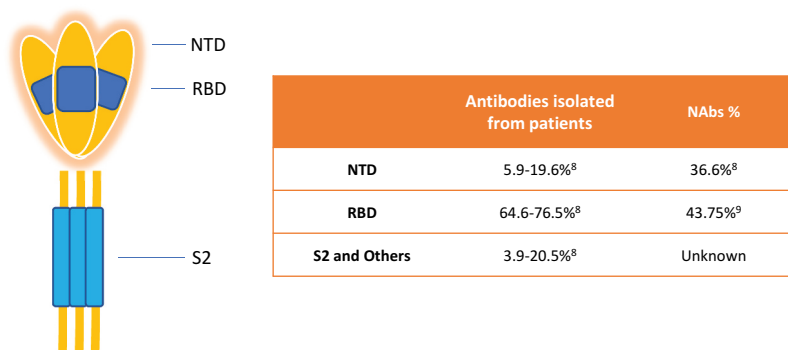 NTD
RBD
S2
Antibodies isolated
from patients
NAbs %
NTD 5.9-19.6%⁸ 36.6%⁸
RBD 64.6-76.5%⁸ 43.75%⁹
S2 and Others 3.9-20.5%⁸ Unknown